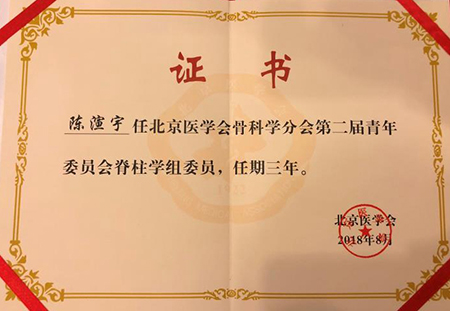 证书
陈渲宇任北京医学会骨科学分会第二届青年
委员会脊柱学组委员，任期三年。
北京医学会
2018年8月